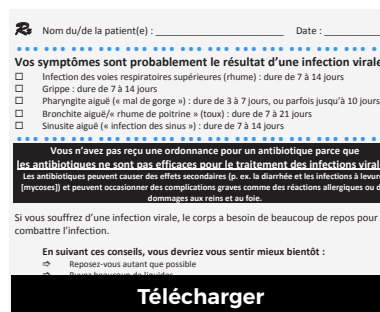 Nom du/de la patient(e) : Date :
Vos symptômes sont probablement le résultat d'une infection virale
Infection des voies respiratoires supérieures (rhume) : dure de 7 à 14 jours
Grippe : dure de 7 à 14 jours
Pharyngite aiguë (« mal de gorge ») : dure de 3 à 7 jours, ou parfois jusqu'à 10 jours
Bronchite aiguë/« rhume de poitrine » (toux) : dure de 7 à 21 jours
Sinusite aiguë (« infection des sinus ») : dure de 7 à 14 jours
Vous n'avez pas reçu une ordonnance pour un antibiotique parce que
les antibiotiques ne sont pas efficaces pour le traitement des infections viral
Les antibiotiques peuvent causer des effets secondaires (p. ex. la diarrhée et les infections à levur
[mycoses]) et peuvent occasionner des complications graves comme des réactions allergiques ou d
dommages aux reins et au foie.
Si vous souffrez d'une infection virale, le corps a besoin de beaucoup de repos pour
combattre l'infection.
En suivant ces conseils, vous devriez vous sentir mieux bientôt :
⇨ Reposez-vous autant que possible
⇨ Buvez beaucoup de liquides
Télécharger